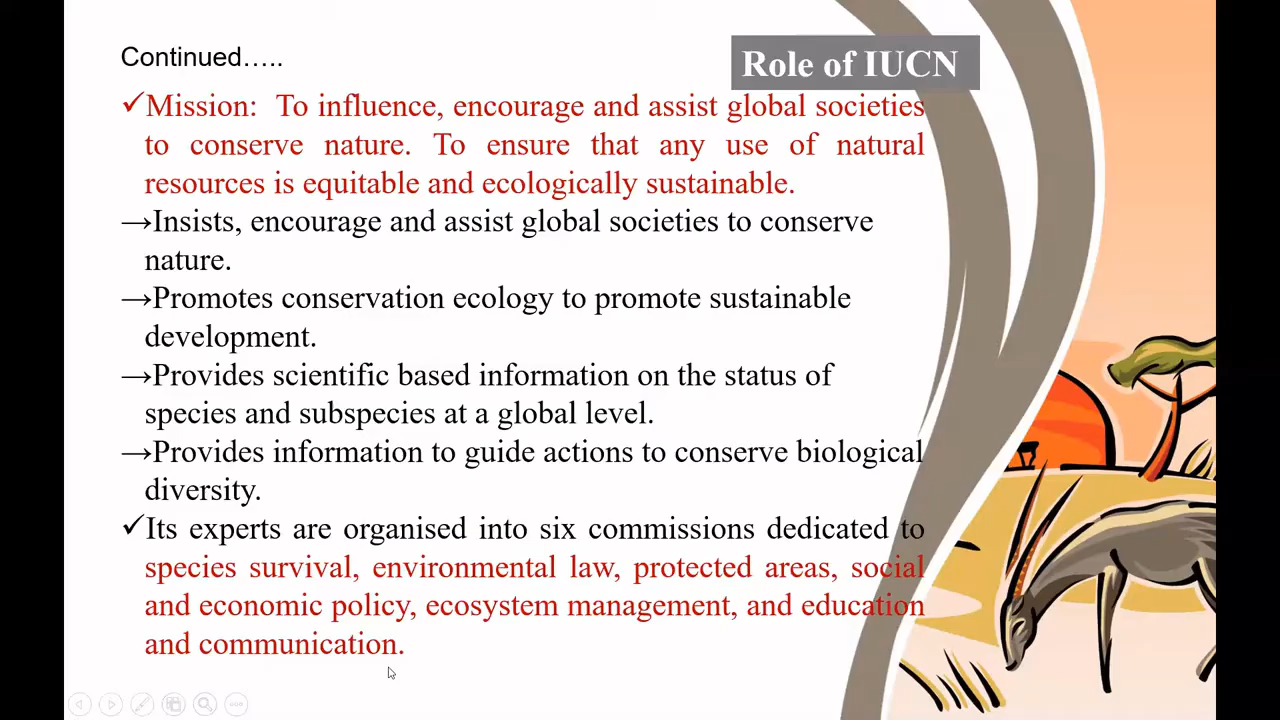 Continued…..
Role of IUCN
✓Mission: To influence, encourage and assist global societies
to conserve nature. To ensure that any use of natural
resources is equitable and ecologically sustainable.
→Insists, encourage and assist global societies to conserve
nature.
→Promotes conservation ecology to promote sustainable
development.
→Provides scientific based information on the status of
species and subspecies at a global level.
→Provides information to guide actions to conserve biological
diversity.
✓Its experts are organised into six commissions dedicated to
species survival, environmental law, protected areas, social
and economic policy, ecosystem management, and education
and communication.